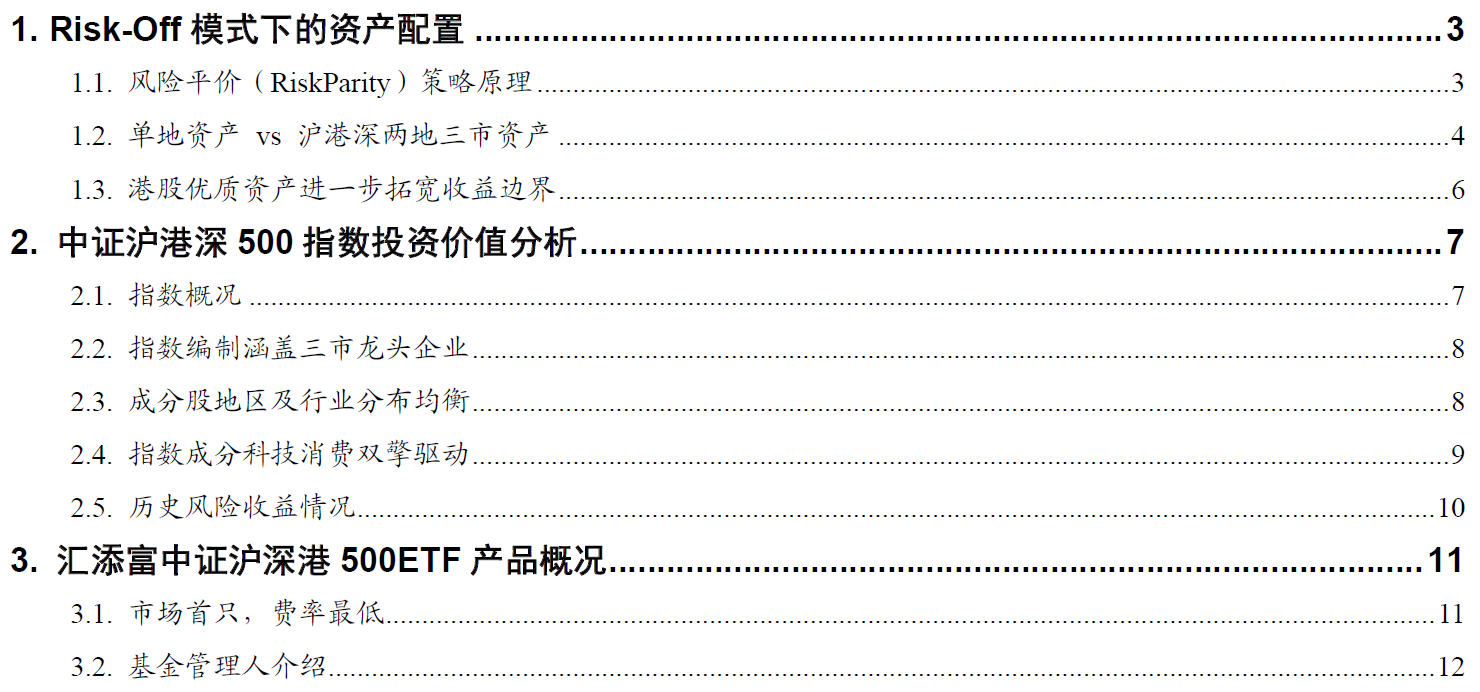 1. Risk-Off 模式下的资产配置 ........................................ 3
1.1. 风险平价（RiskParity）策略原理 ........................................ 3
1.2. 单地资产 vs 沪港深两地三市资产 ........................................ 4
1.3. 港股优质资产进一步拓宽收益边界 ........................................ 6
2. 中证沪港深 500 指数投资价值分析 ........................................ 7
2.1. 指数概况 ........................................ 7
2.2. 指数编制涵盖三市龙头企业 ........................................ 8
2.3. 成分股地区及行业分布均衡 ........................................ 8
2.4. 指数成分科技消费双擎驱动 ........................................ 9
2.5. 历史风险收益情况 ........................................ 10
3. 汇添富中证沪深港 500ETF 产品概况 ........................................ 11
3.1. 市场首只，费率最低 ........................................ 11
3.2. 基金管理人介绍 ........................................ 12